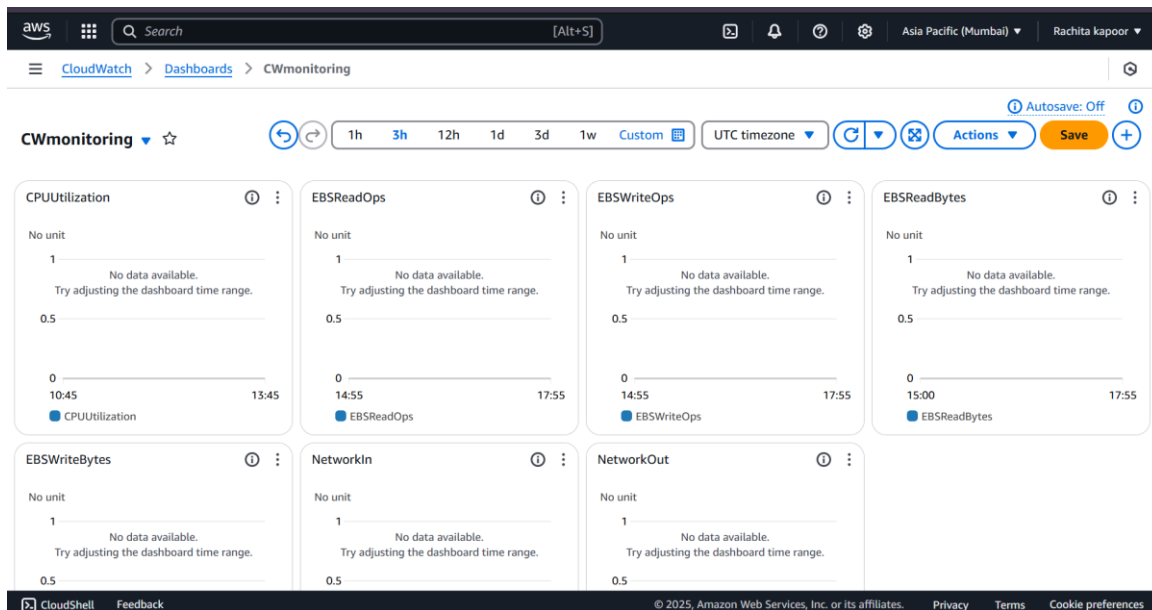 aws
Search [Alt+S]
Asia Pacific (Mumbai) ▼ Rachita kapoor ▼
CloudWatch > Dashboards > CWmonitoring
Autosave: Off
CWmonitoring
1h 3h 12h 1d 3d 1w Custom
UTC timezone
Actions
Save
CPUUtilization
No unit
1
No data available.
Try adjusting the dashboard time range.
0.5
0
10:45 13:45
CPUUtilization
EBSReadOps
No unit
1
No data available.
Try adjusting the dashboard time range.
0.5
0
14:55 17:55
EBSReadOps
EBSWriteOps
No unit
1
No data available.
Try adjusting the dashboard time range.
0.5
0
14:55 17:55
EBSWriteOps
EBSReadBytes
No unit
1
No data available.
Try adjusting the dashboard time range.
0.5
0
15:00 17:55
EBSReadBytes
EBSWriteBytes
No unit
1
No data available.
Try adjusting the dashboard time range.
0.5
NetworkIn
No unit
1
No data available.
Try adjusting the dashboard time range.
0.5
NetworkOut
No unit
1
No data available.
Try adjusting the dashboard time range.
0.5
CloudShell Feedback
© 2025, Amazon Web Services, Inc. or its affiliates. Privacy Terms Cookie preferences